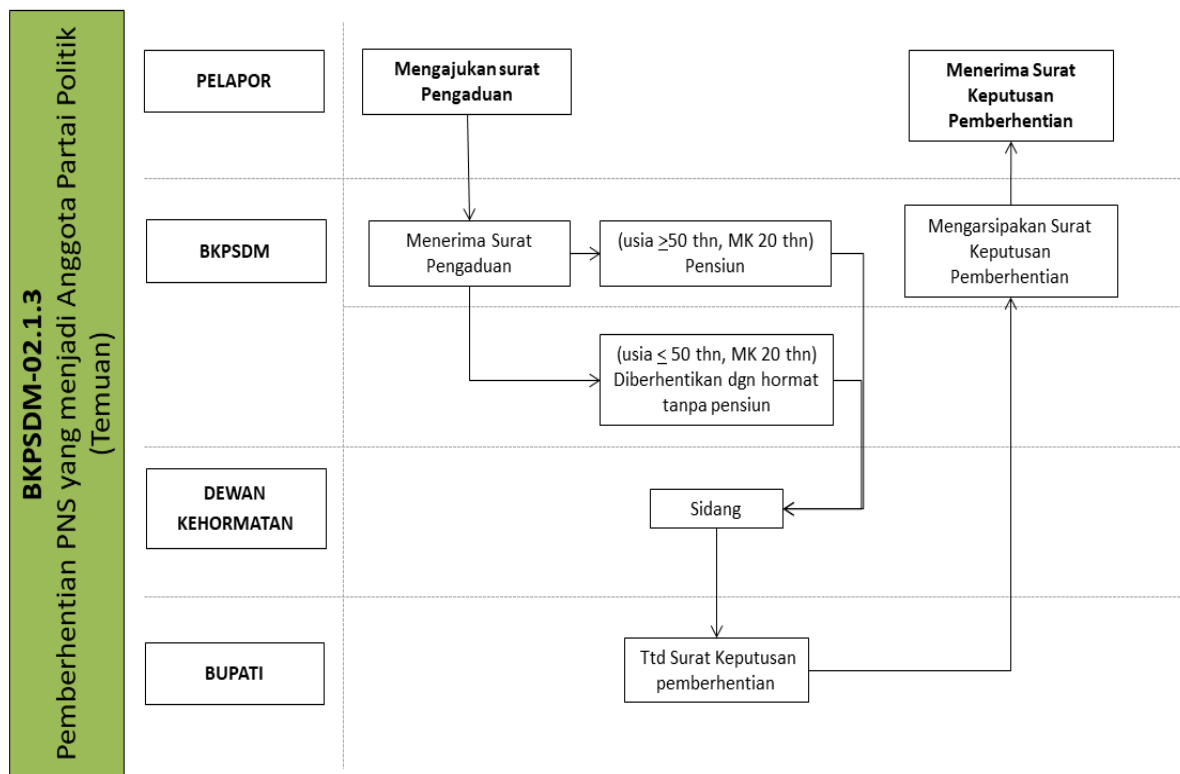 BKPSDM-02.1.3
Pemberhentian PNS yang menjadi Anggota Partai Politik
(Temuan)
PELAPOR
Mengajukan surat
Pengaduan
Menerima Surat
Keputusan
Pemberhentian
BKPSDM
Menerima Surat
Pengaduan
(usia >50 thn, MK 20 thn)
Pensiun
Mengarsipakan Surat
Keputusan
Pemberhentian
(usia < 50 thn, MK 20 thn)
Diberhentikan dgn hormat
tanpa pensiun
DEWAN
KEHORMATAN
Sidang
BUPATI
Ttd Surat Keputusan
pemberhentian